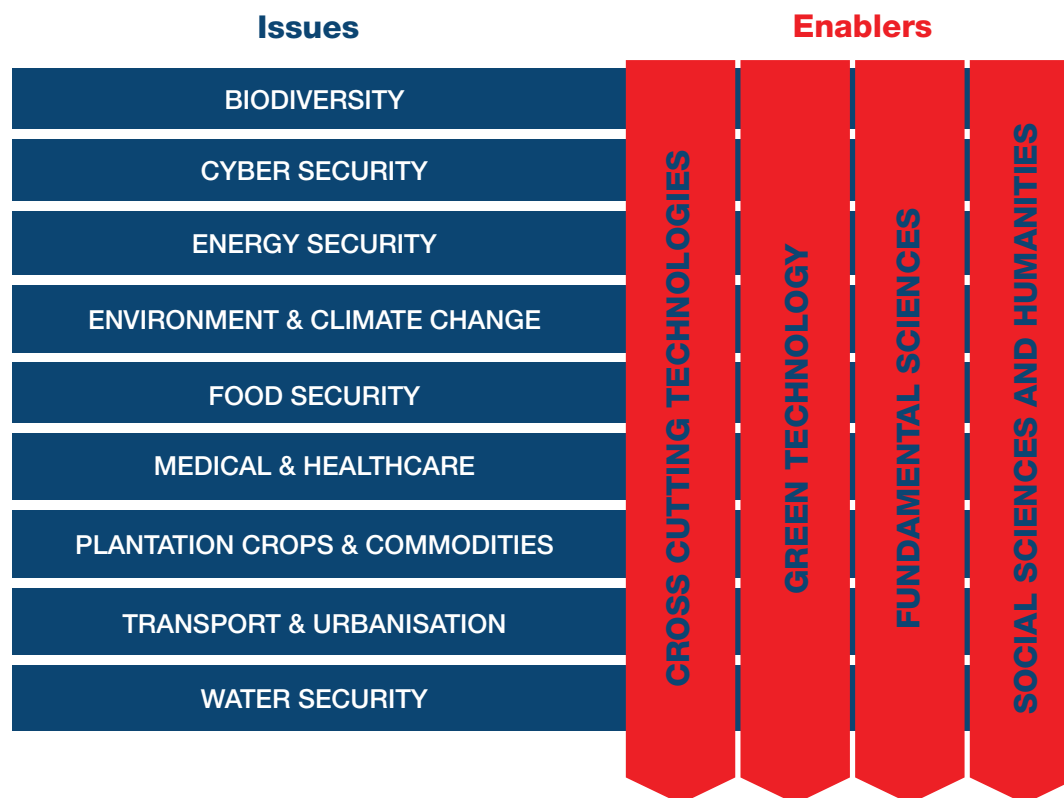 Issues
Enablers
BIODIVERSITY
CYBER SECURITY
ENERGY SECURITY
ENVIRONMENT & CLIMATE CHANGE
FOOD SECURITY
MEDICAL & HEALTHCARE
PLANTATION CROPS & COMMODITIES
TRANSPORT & URBANISATION
WATER SECURITY
CROSS CUTTING TECHNOLOGIES
GREEN TECHNOLOGY
FUNDAMENTAL SCIENCES
SOCIAL SCIENCES AND HUMANITIES